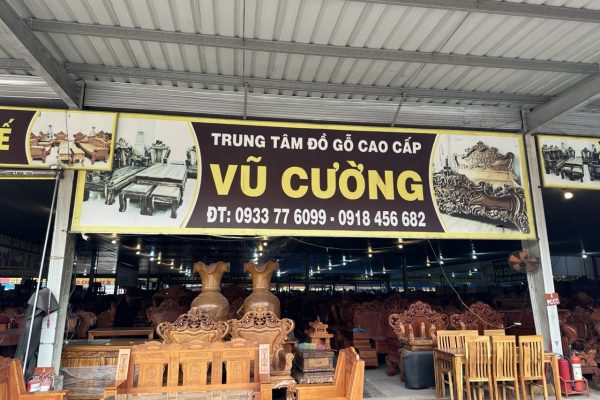 Ế
TRUNG TÂM ĐỒ GỖ CAO CẤP
VŨ CƯỜNG
ĐT: 0933 77 6099 - 0918 456 682